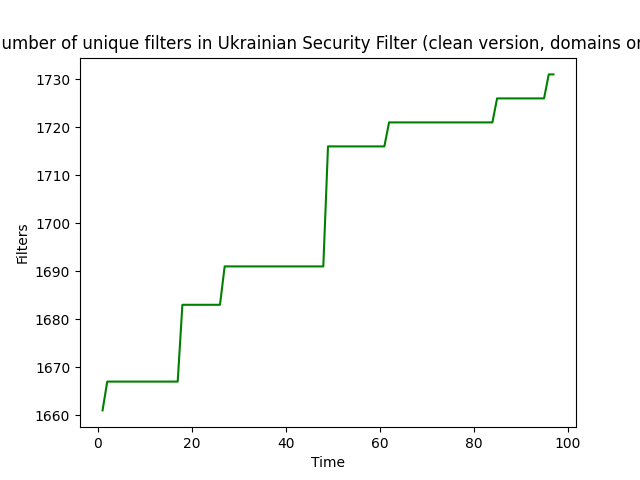 umber of unique filters in Ukrainian Security Filter (clean version, domains or
1730
1720
1710
1700
1690
1680
1670
1660
Filters
0 20 40 60 80 100
Time